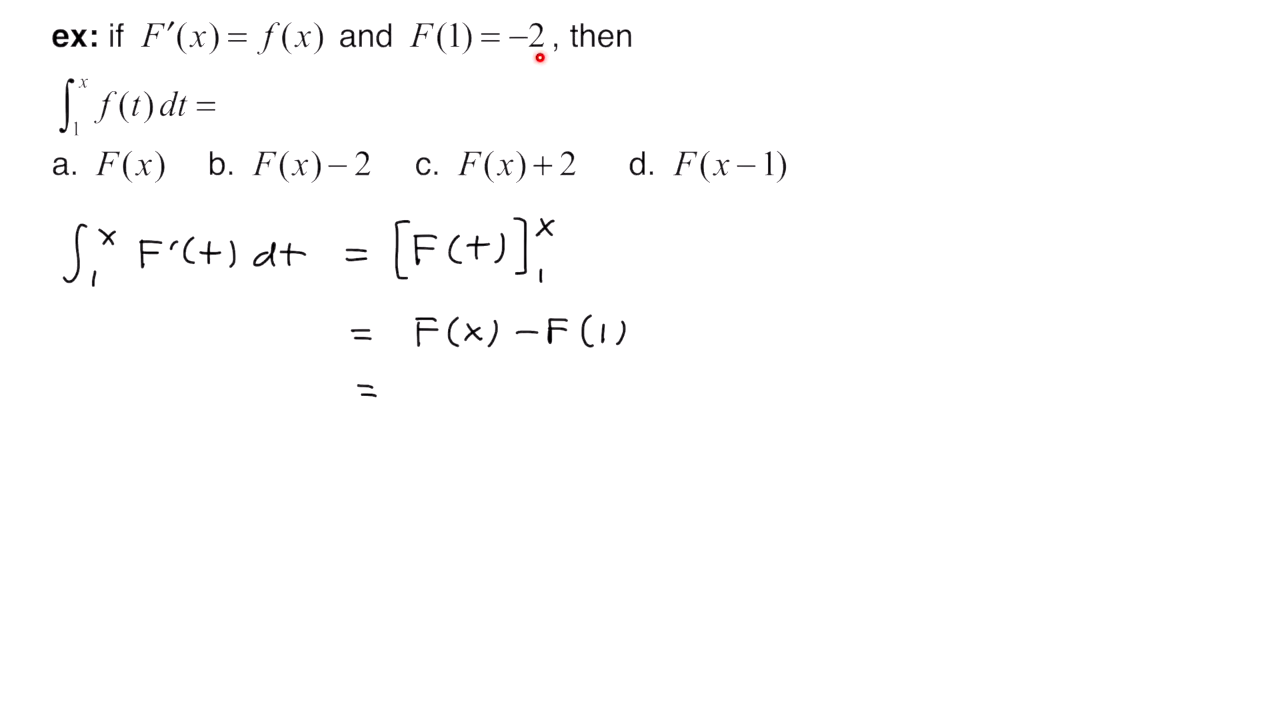 ex: if F′(x) = f(x) and F(1) = −2, then
∫₁ˣ f(t) dt =
a. F(x) b. F(x) − 2 c. F(x) + 2 d. F(x − 1)
∫₁ˣ F′(t) dt = [F(t)]₁ˣ
= F(x) − F(1)
=